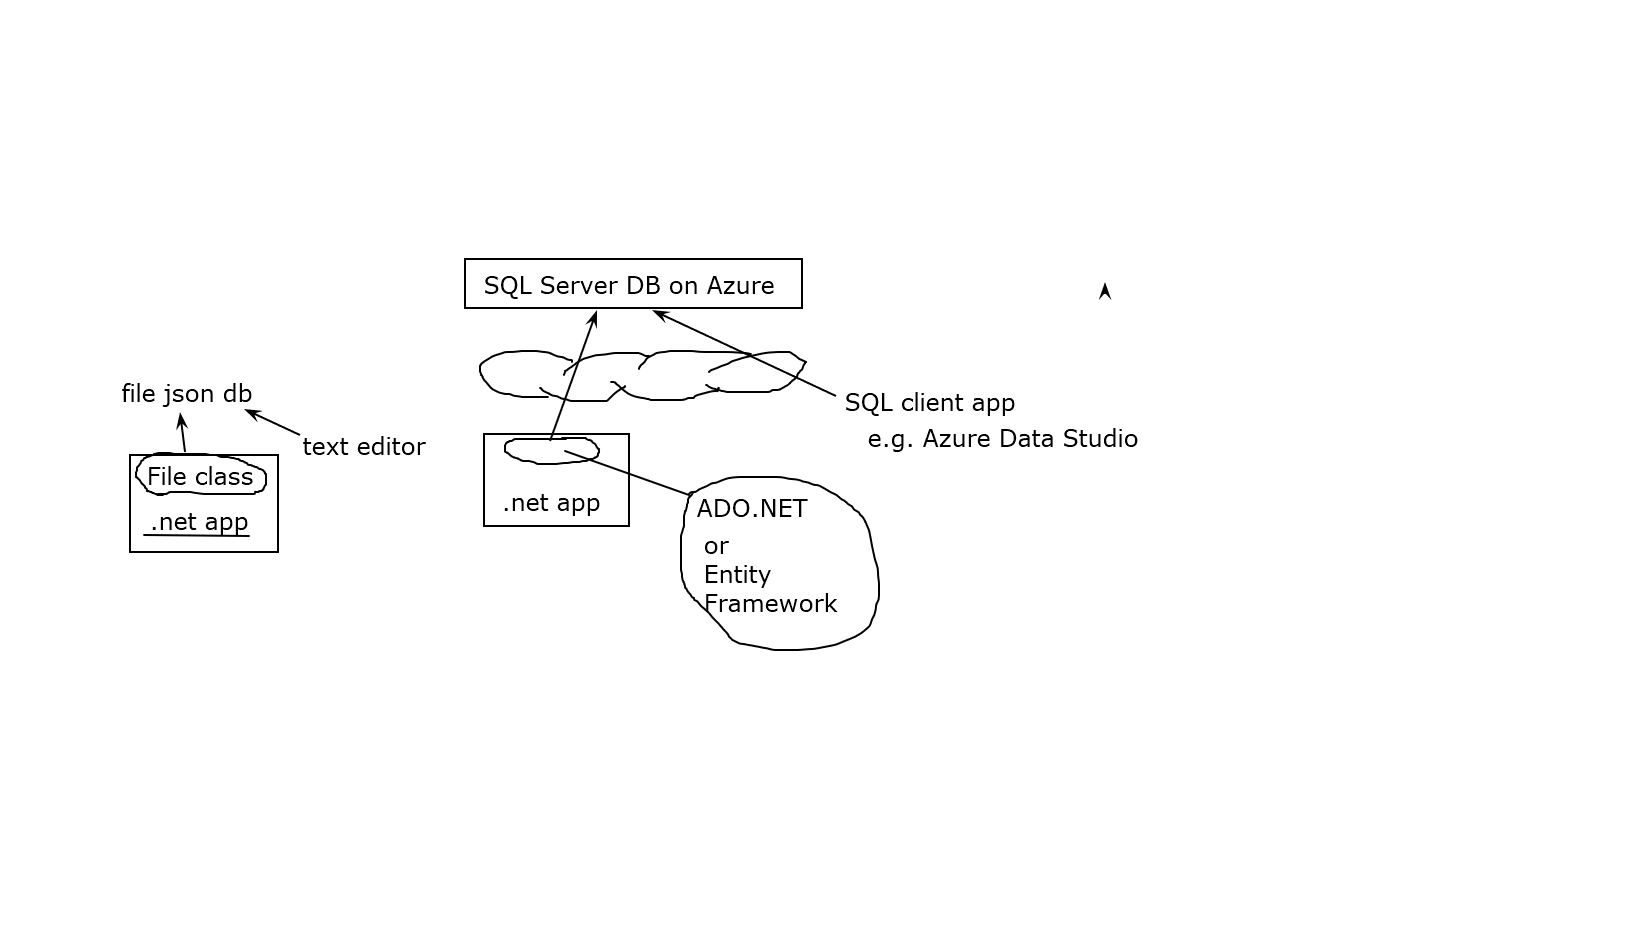 SQL Server DB on Azure
file json db
text editor
File class
.net app
SQL client app
e.g. Azure Data Studio
.net app
ADO.NET
or
Entity
Framework